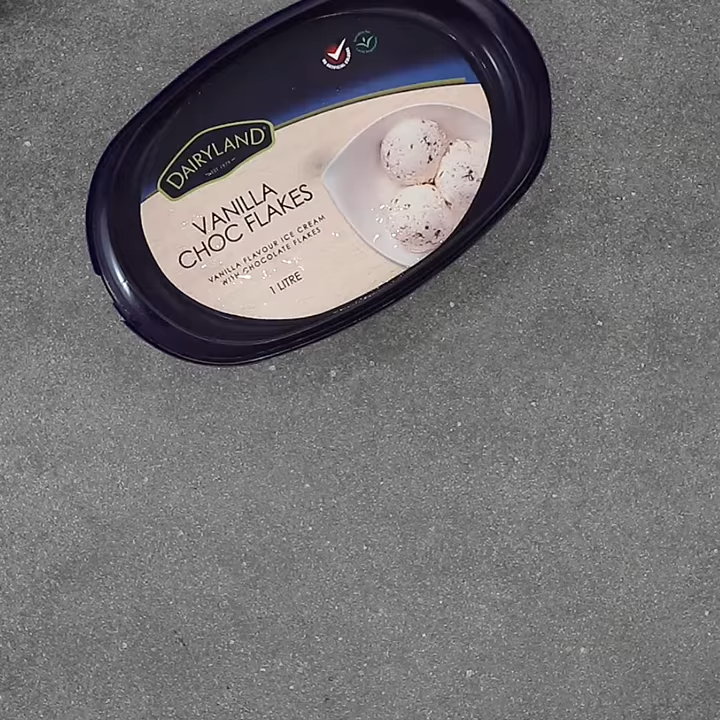 DAIRYLAND
VANILLA
CHOC FLAKES
VANILLA FLAVOUR ICE CREAM
WITH CHOCOLATE FLAKES
1 LITRE